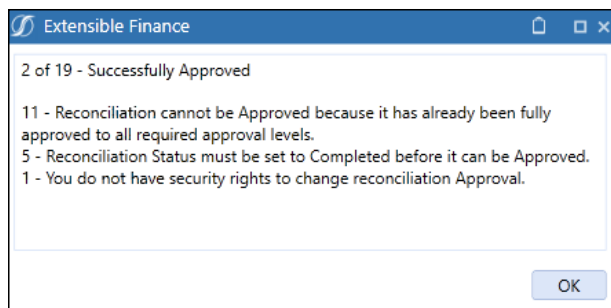 Extensible Finance
2 of 19 - Successfully Approved
11 - Reconciliation cannot be Approved because it has already been fully
approved to all required approval levels.
5 - Reconciliation Status must be set to Completed before it can be Approved.
1 - You do not have security rights to change reconciliation Approval.
OK